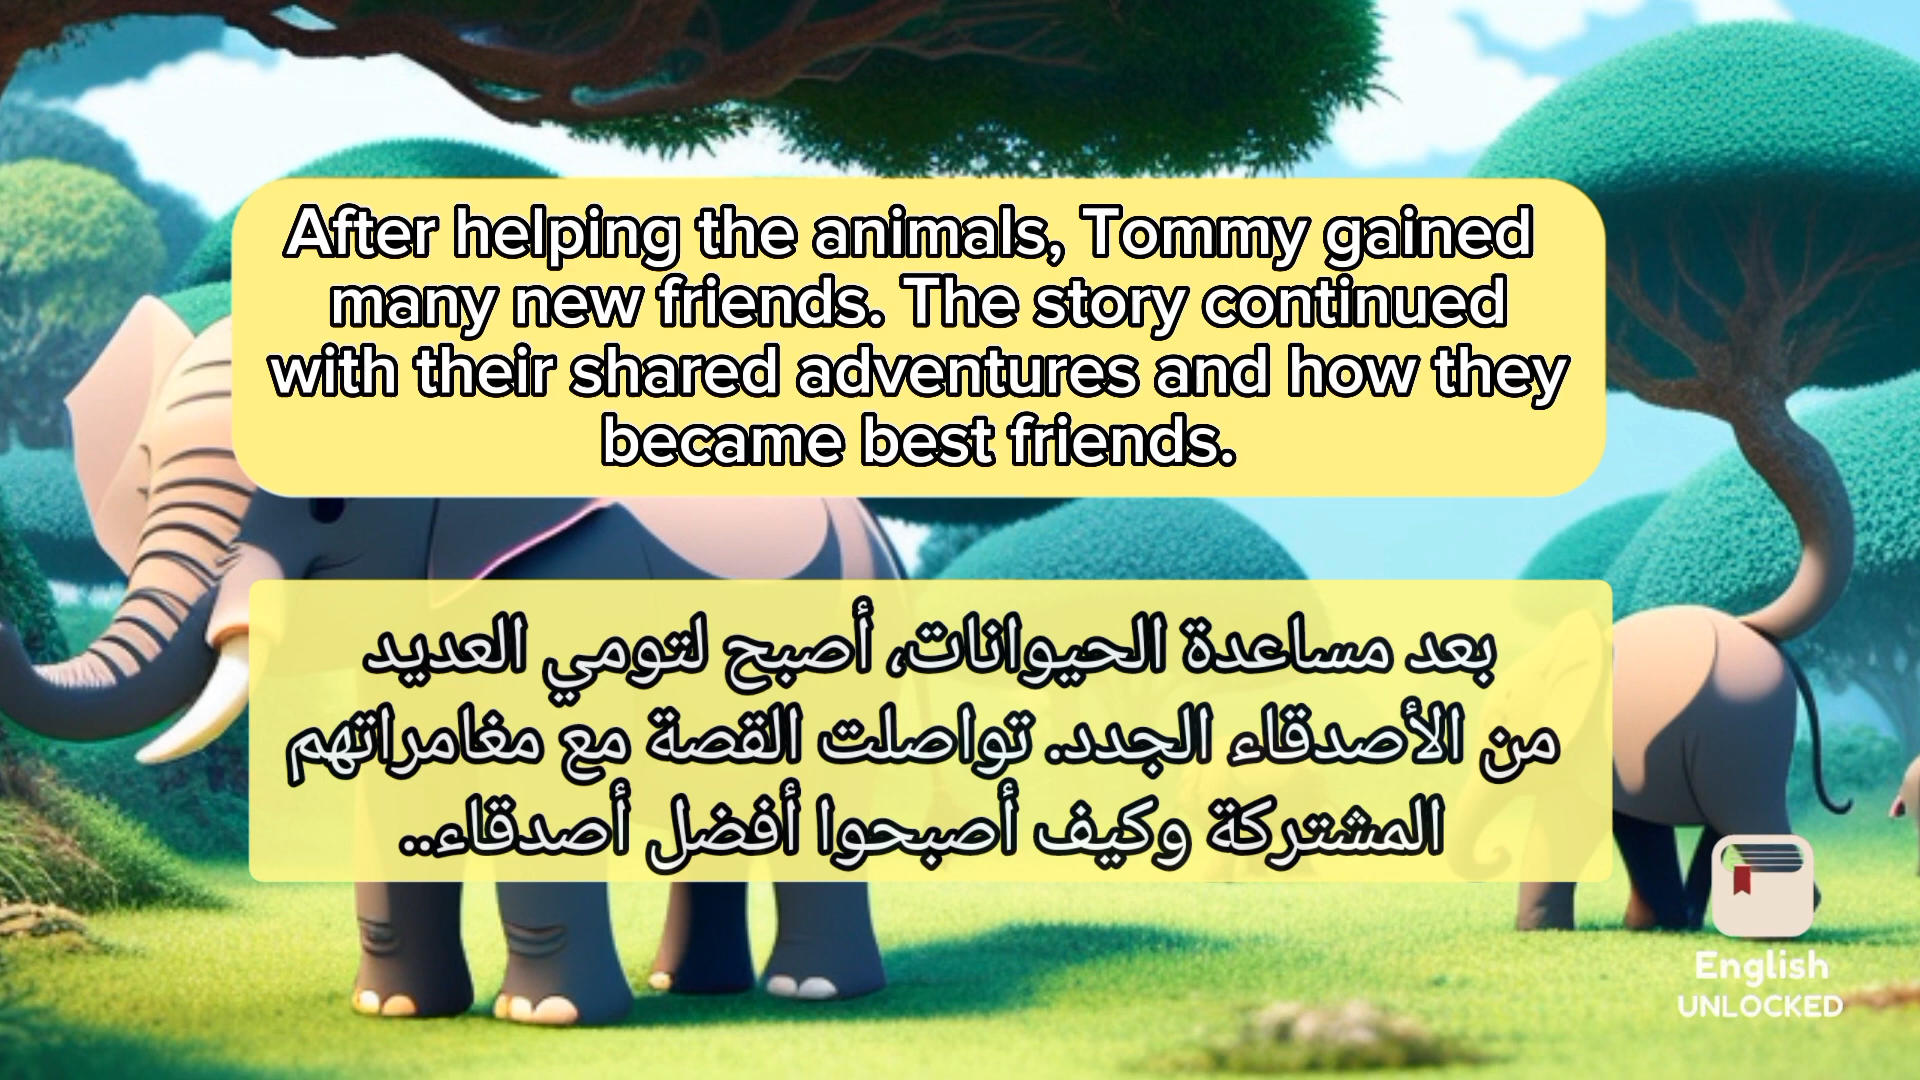 After helping the animals, Tommy gained
many new friends. The story continued
with their shared adventures and how they
became best friends.
بعد مساعدة الحيوانات، أصبح لتومي العديد
من الأصدقاء الجدد. تواصلت القصة مع مغامراتهم
المشتركة وكيف أصبحوا أفضل أصدقاء..
English
UNLOCKED